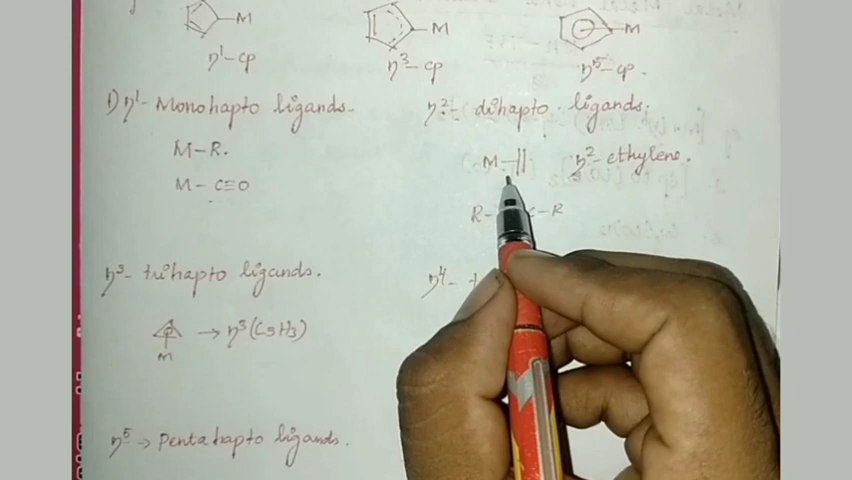 M M M
η¹-cp η³-cp η⁵-cp.
1) η¹- Monohapto ligands-
M-R.
M-C≡O
η²- dihapto ligands:
M-|| η²-ethylene.
R- c-R
η³- trihapto ligands.
M → η³(C3H3)
η⁴- t
η⁵ → Pentahapto ligands.